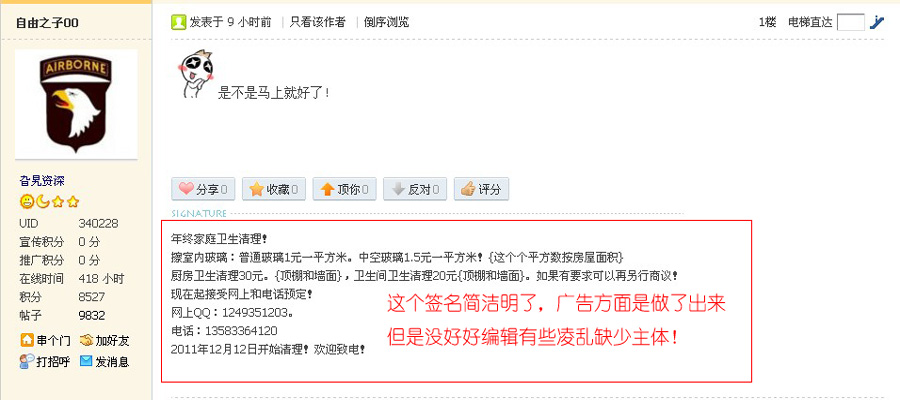 自由之子00
发表于 9 小时前 | 只看该作者 | 倒序浏览
1楼 电梯直达
AIRBORNE
是不是马上就好了!
旮旯资深
UID 340228
宣传积分 0 分
推广积分 0 分
在线时间 418 小时
积分 8527
帖子 9832
串个门 加好友
打招呼 发消息
分享 0 收藏 0 顶你 0 反对 0 评分
SIGNATURE
年终家庭卫生清理!
擦室内玻璃:普通玻璃1元一平方米。中空玻璃1.5元一平方米!{这个个平方数按房屋面积}
厨房卫生清理30元。{顶棚和墙面},卫生间卫生清理20元{顶棚和墙面}。如果有要求可以再另行商议!
现在起接受网上和电话预定!
网上QQ:1249351203。
电话:13583364120
2011年12月12日开始清理!欢迎致电!
这个签名简洁明了,广告方面是做了出来
但是没好好编辑有些凌乱缺少主体!